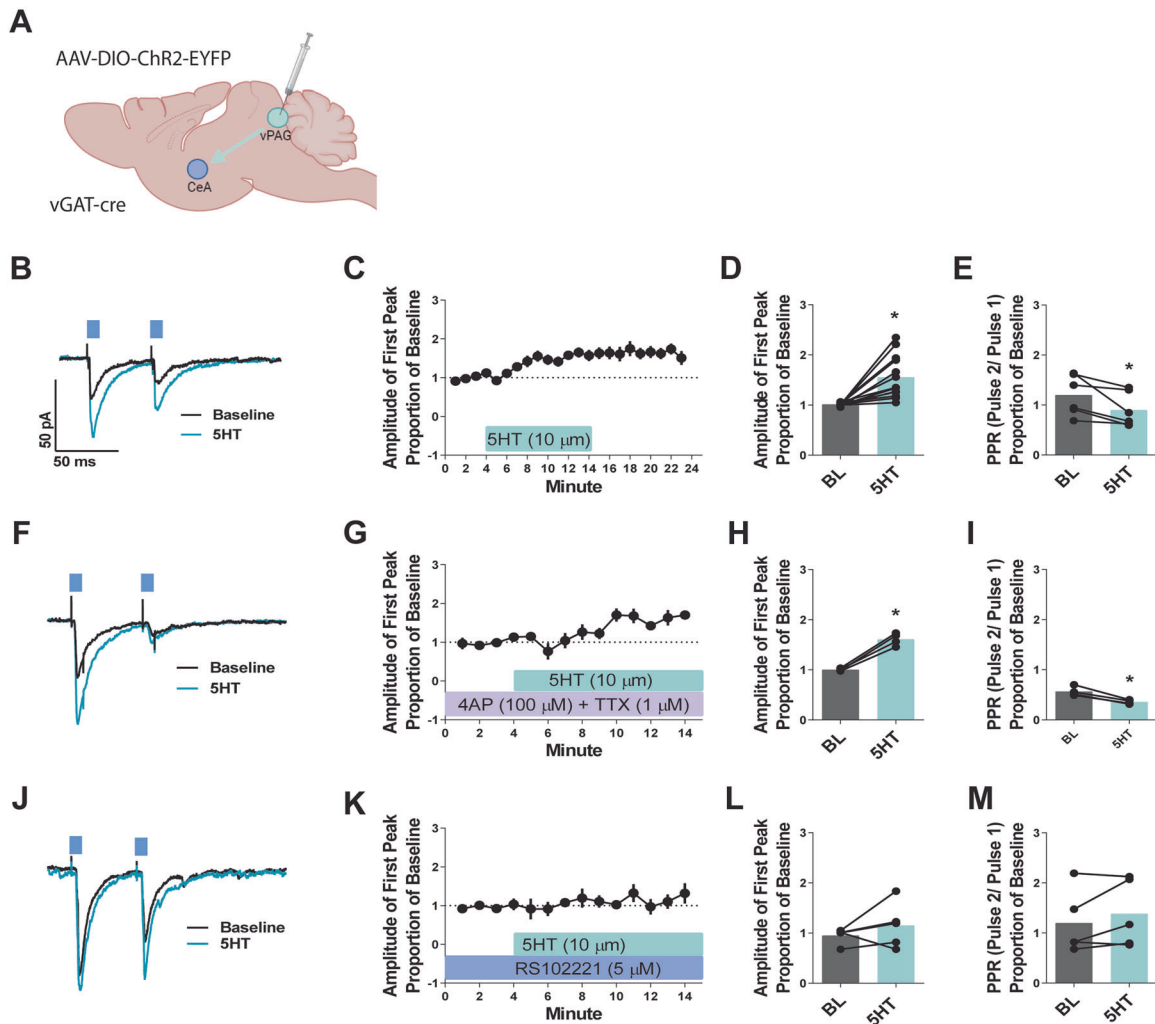 A
AAV-DIO-ChR2-EYFP
vPAG
CeA
vGAT-cre
B
Baseline
5HT
50 pA
50 ms
C
Amplitude of First Peak
Proportion of Baseline
3
2
1
0
-1
5HT (10 μm)
0 2 4 6 8 10 12 14 16 18 20 22 24
Minute
D
Amplitude of First Peak
Proportion of Baseline
3
2
1
0
*
BL
5HT
E
PPR (Pulse 2/ Pulse 1)
Proportion of Baseline
3
2
1
0
*
BL
5HT
F
Baseline
5HT
G
Amplitude of First Peak
Proportion of Baseline
3
2
1
0
-1
5HT (10 μm)
4AP (100 μM) + TTX (1 μM)
0 2 4 6 8 10 12 14
Minute
H
Amplitude of First Peak
Proportion of Baseline
3
2
1
0
*
BL
5HT
I
PPR (Pulse 2/ Pulse 1)
Proportion of Baseline
3
2
1
0
*
BL
5HT
J
Baseline
5HT
K
Amplitude of First Peak
Proportion of Baseline
3
2
1
0
-1
5HT (10 μm)
RS102221 (5 μM)
0 2 4 6 8 10 12 14
Minute
L
Amplitude of First Peak
Proportion of Baseline
3
2
1
0
BL
5HT
M
PPR (Pulse 2/ Pulse 1)
Proportion of Baseline
3
2
1
0
BL
5HT